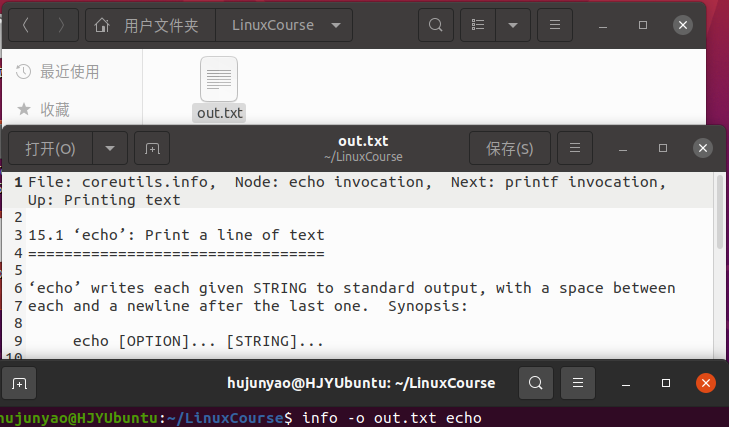 用户文件夹 LinuxCourse
最近使用
收藏
out.txt
打开(O)
out.txt
~/LinuxCourse
保存(S)
1 File: coreutils.info,  Node: echo invocation,  Next: printf invocation,
Up: Printing text
2
3 15.1 ‘echo’: Print a line of text
4 =================================
5
6 ‘echo’ writes each given STRING to standard output, with a space between
7 each and a newline after the last one.  Synopsis:
8
9      echo [OPTION]... [STRING]...
10
hujunyao@HJYUbuntu: ~/LinuxCourse
hujunyao@HJYUbuntu:~/LinuxCourse$ info -o out.txt echo